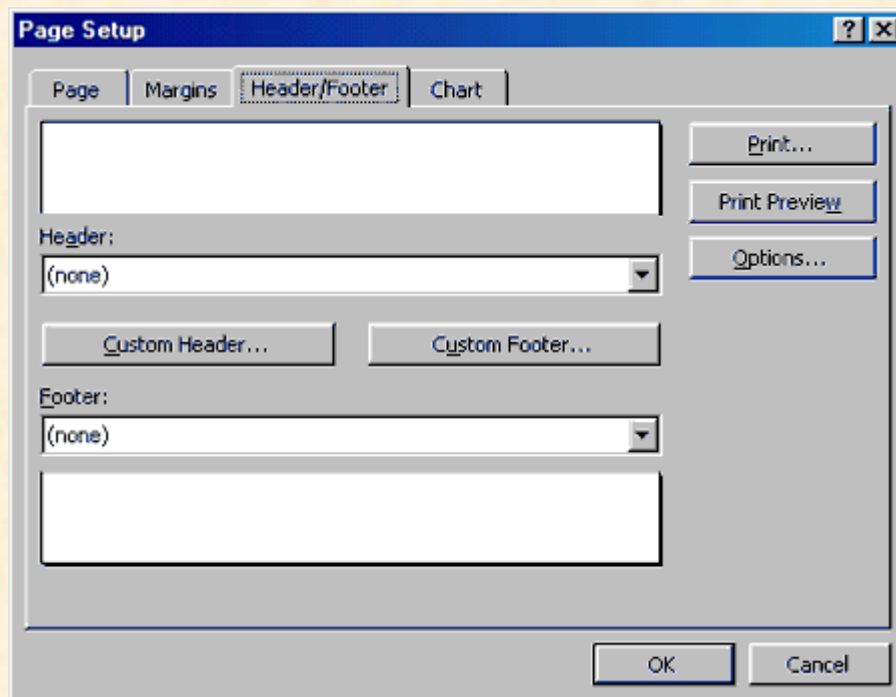 Page Setup
Page Margins Header/Footer Chart
Print...
Print Preview
Header:
(none)
Options...
Custom Header... Custom Footer...
Footer:
(none)
OK Cancel